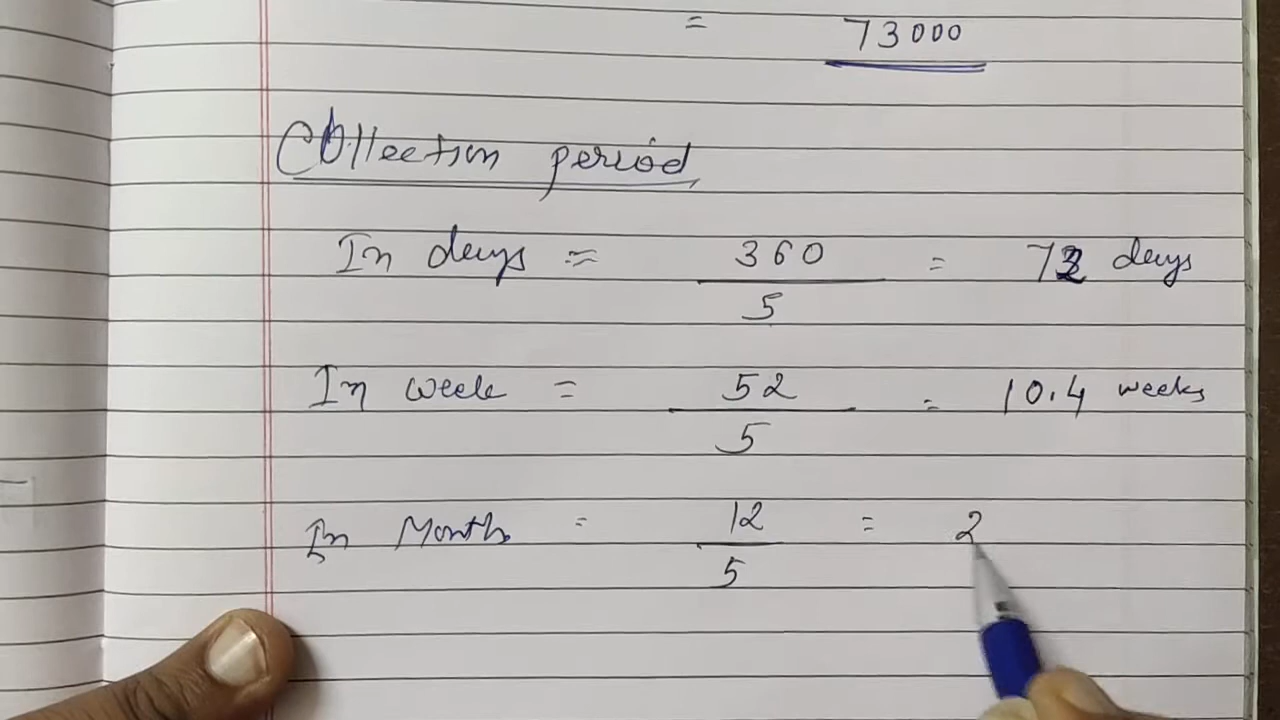 = 73000
Collection period
In days = 360 / 5 = 72 days
In week = 52 / 5 = 10.4 weeks
In Month = 12 / 5 = 2